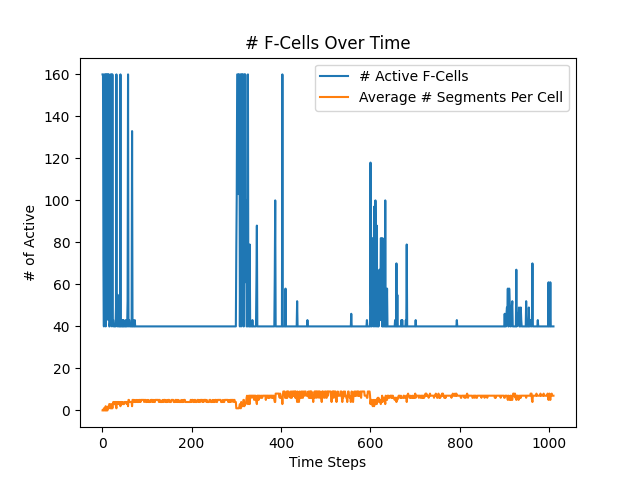 # F-Cells Over Time
# Active F-Cells
Average # Segments Per Cell
# of Active
160
140
120
100
80
60
40
20
0
0 200 400 600 800 1000
Time Steps